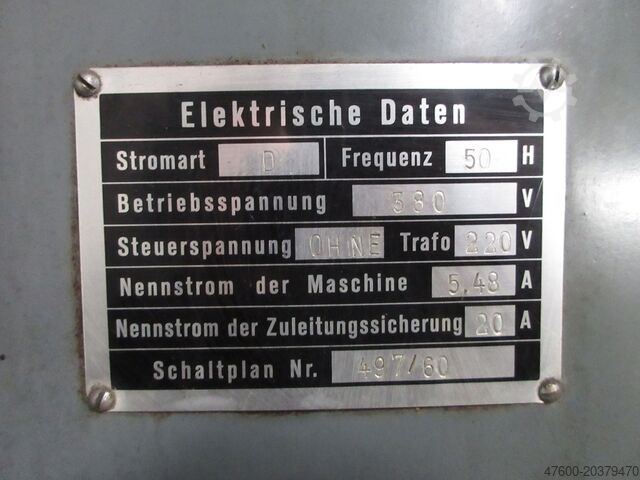 Elektrische Daten
Stromart D Frequenz 50 H
Betriebsspannung 380 V
Steuerspannung OHNE Trafo 220 V
Nennstrom der Maschine 5,48 A
Nennstrom der Zuleitungssicherung 20 A
Schaltplan Nr. 497/60
47600-20379470